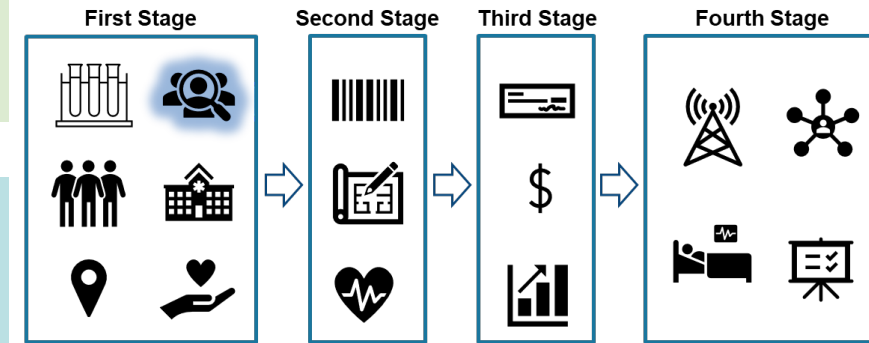 First Stage
Second Stage
Third Stage
Fourth Stage
$